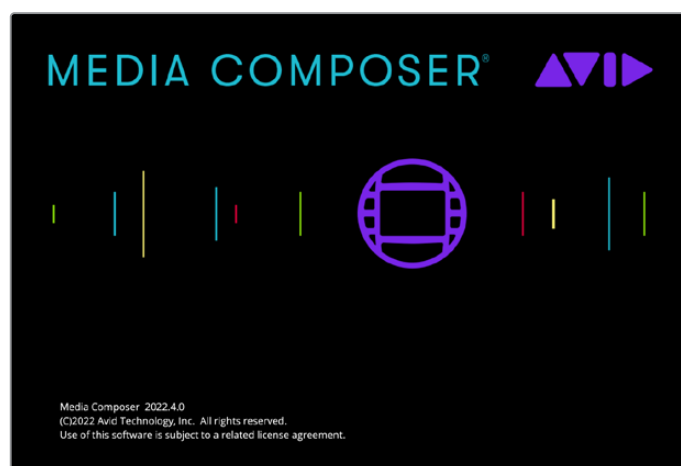 MEDIA COMPOSER® AVID
Media Composer 2022.4.0
(C)2022 Avid Technology, Inc. All rights reserved.
Use of this software is subject to a related license agreement.